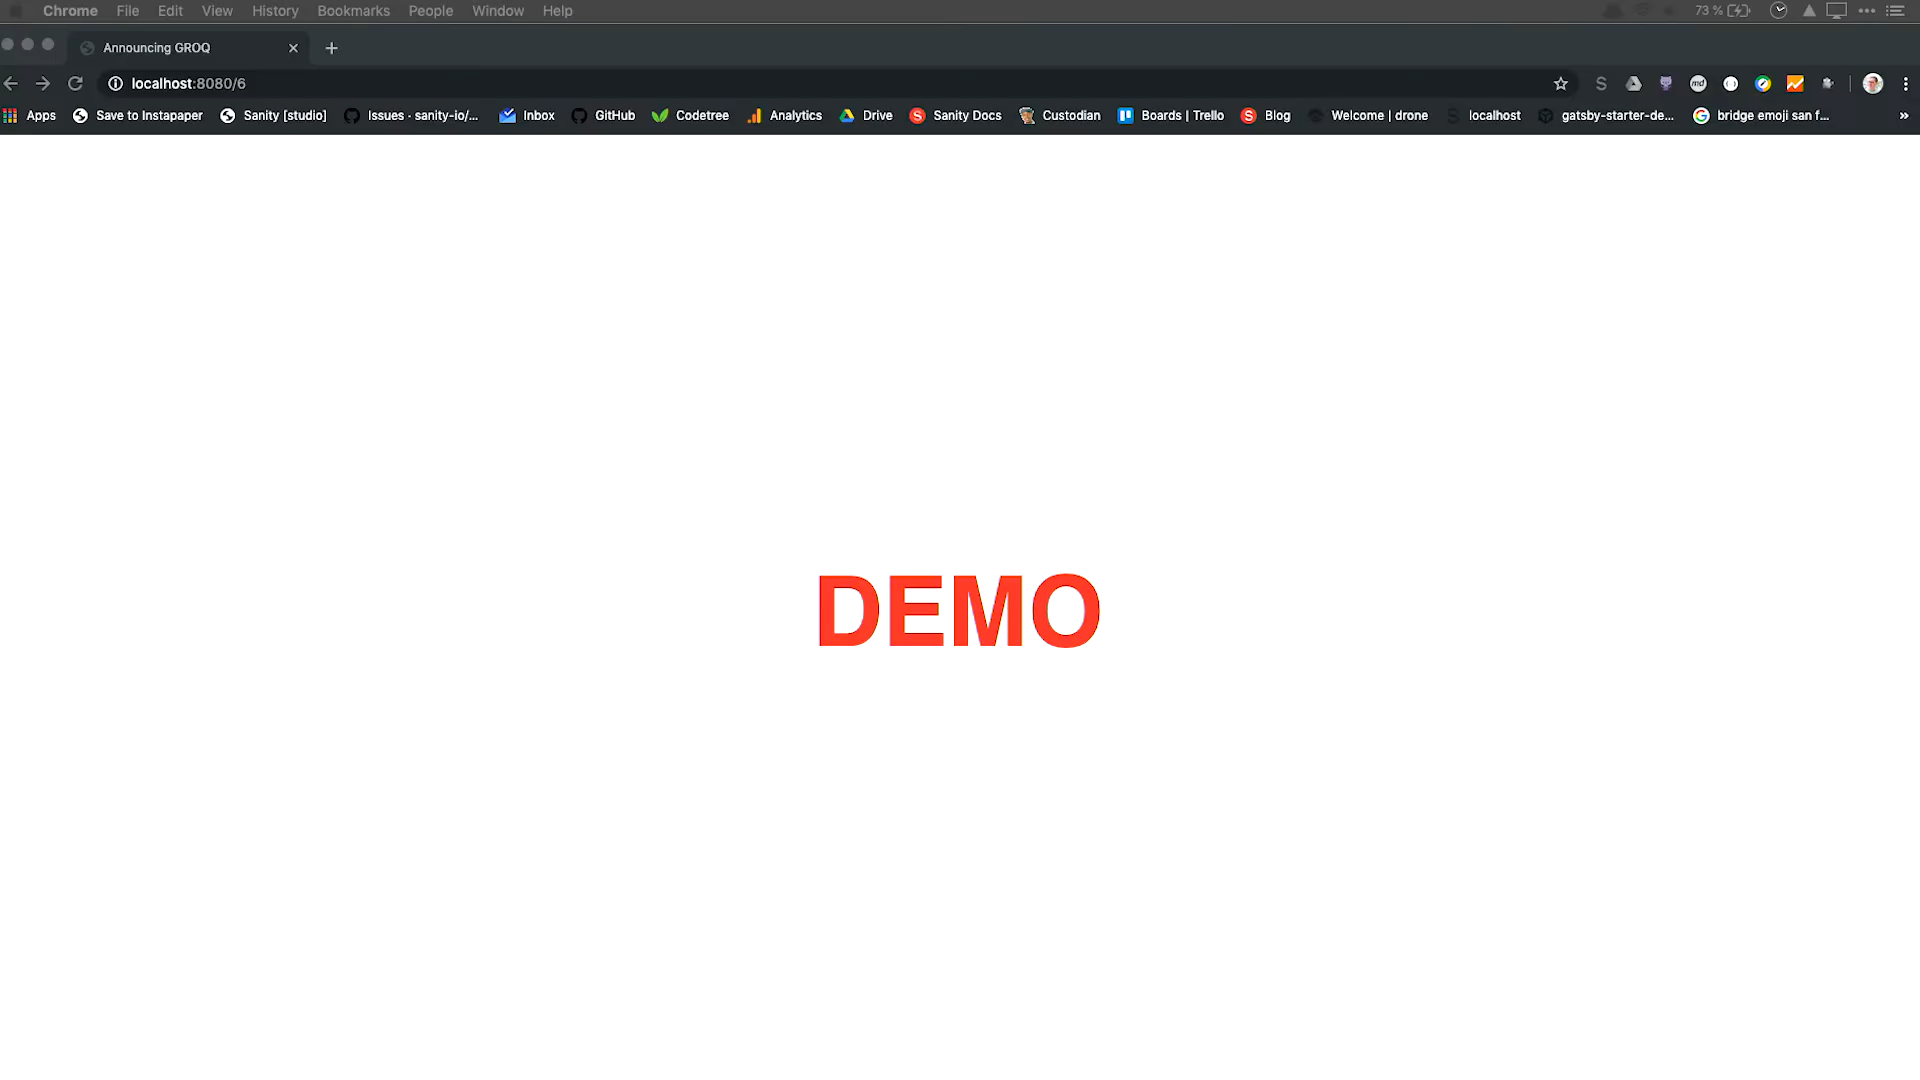 Chrome File Edit View History Bookmarks People Window Help 73 %
Announcing GROQ
localhost:8080/6
Apps Save to Instapaper Sanity [studio] Issues · sanity-io/... Inbox GitHub Codetree Analytics Drive Sanity Docs Custodian Boards | Trello Blog Welcome | drone localhost gatsby-starter-de... bridge emoji san f... »
DEMO